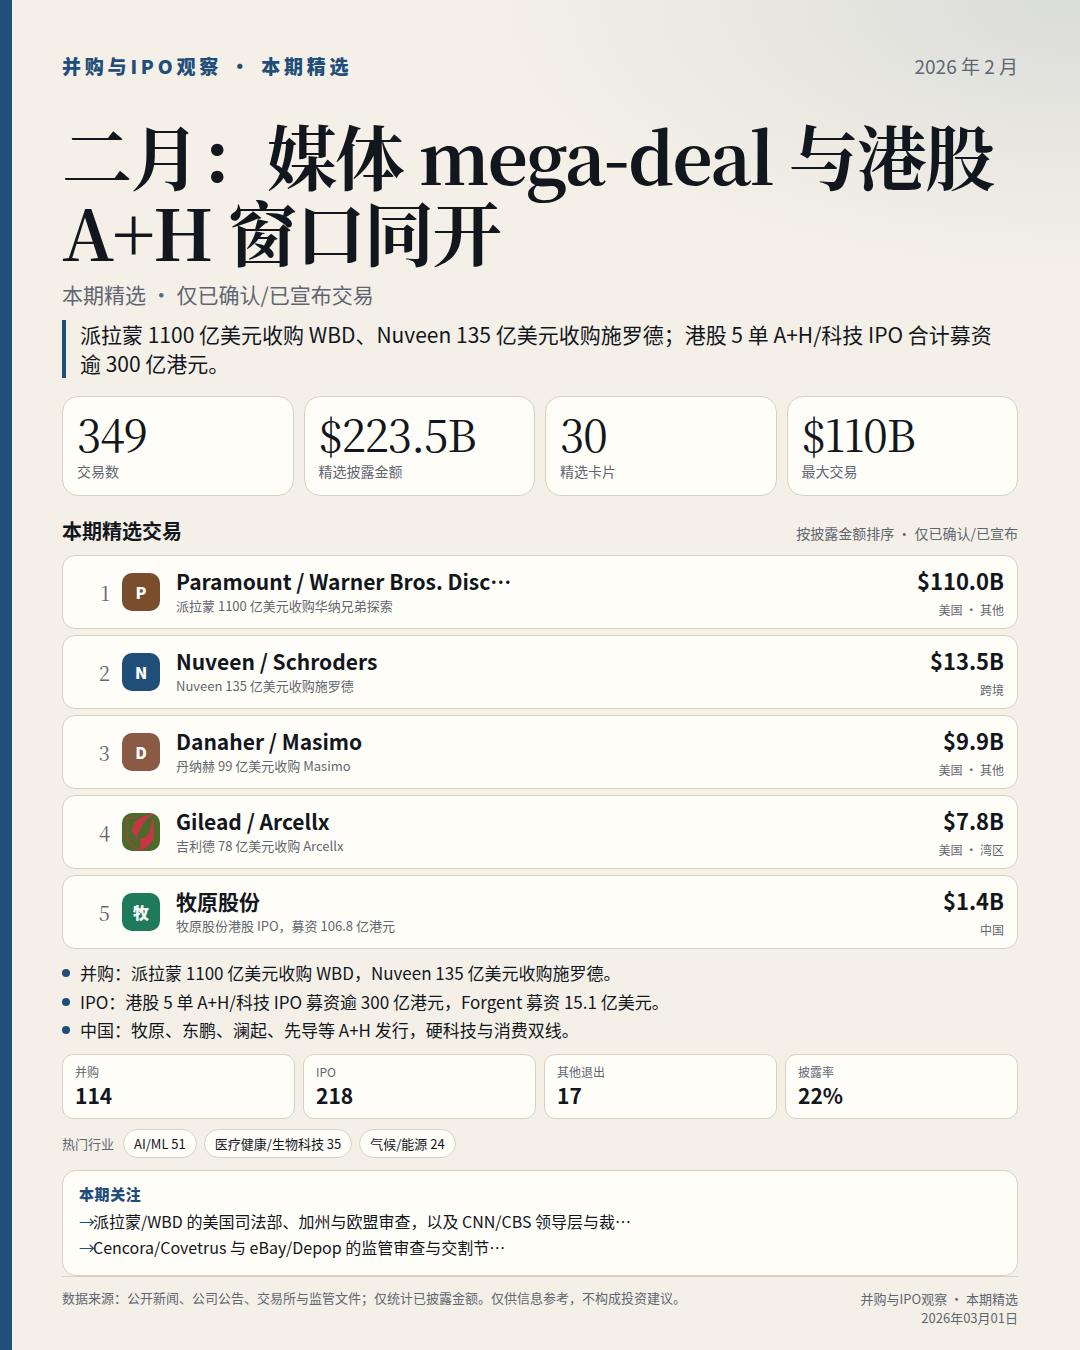 并购与IPO观察 · 本期精选
2026 年 2 月
二月：媒体 mega-deal 与港股
A+H 窗口同开
本期精选 · 仅已确认/已宣布交易
派拉蒙 1100 亿美元收购 WBD、Nuveen 135 亿美元收购施罗德；港股 5 单 A+H/科技 IPO 合计募资
逾 300 亿港元。
349
交易数
$223.5B
精选披露金额
30
精选卡片
$110B
最大交易
本期精选交易
按披露金额排序 · 仅已确认/已宣布
1
P
Paramount / Warner Bros. Disc…
派拉蒙 1100 亿美元收购华纳兄弟探索
$110.0B
美国 · 其他
2
N
Nuveen / Schroders
Nuveen 135 亿美元收购施罗德
$13.5B
跨境
3
D
Danaher / Masimo
丹纳赫 99 亿美元收购 Masimo
$9.9B
美国 · 其他
4
Gilead / Arcellx
吉利德 78 亿美元收购 Arcellx
$7.8B
美国 · 湾区
5
牧
牧原股份
牧原股份港股 IPO，募资 106.8 亿港元
$1.4B
中国
并购：派拉蒙 1100 亿美元收购 WBD，Nuveen 135 亿美元收购施罗德。
IPO：港股 5 单 A+H/科技 IPO 募资逾 300 亿港元，Forgent 募资 15.1 亿美元。
中国：牧原、东鹏、澜起、先导等 A+H 发行，硬科技与消费双线。
并购
114
IPO
218
其他退出
17
披露率
22%
热门行业
AI/ML 51
医疗健康/生物科技 35
气候/能源 24
本期关注
→派拉蒙/WBD 的美国司法部、加州与欧盟审查，以及 CNN/CBS 领导层与裁…
→Cencora/Covetrus 与 eBay/Depop 的监管审查与交割节…
数据来源：公开新闻、公司公告、交易所与监管文件；仅统计已披露金额。仅供信息参考，不构成投资建议。
并购与IPO观察 · 本期精选
2026年03月01日